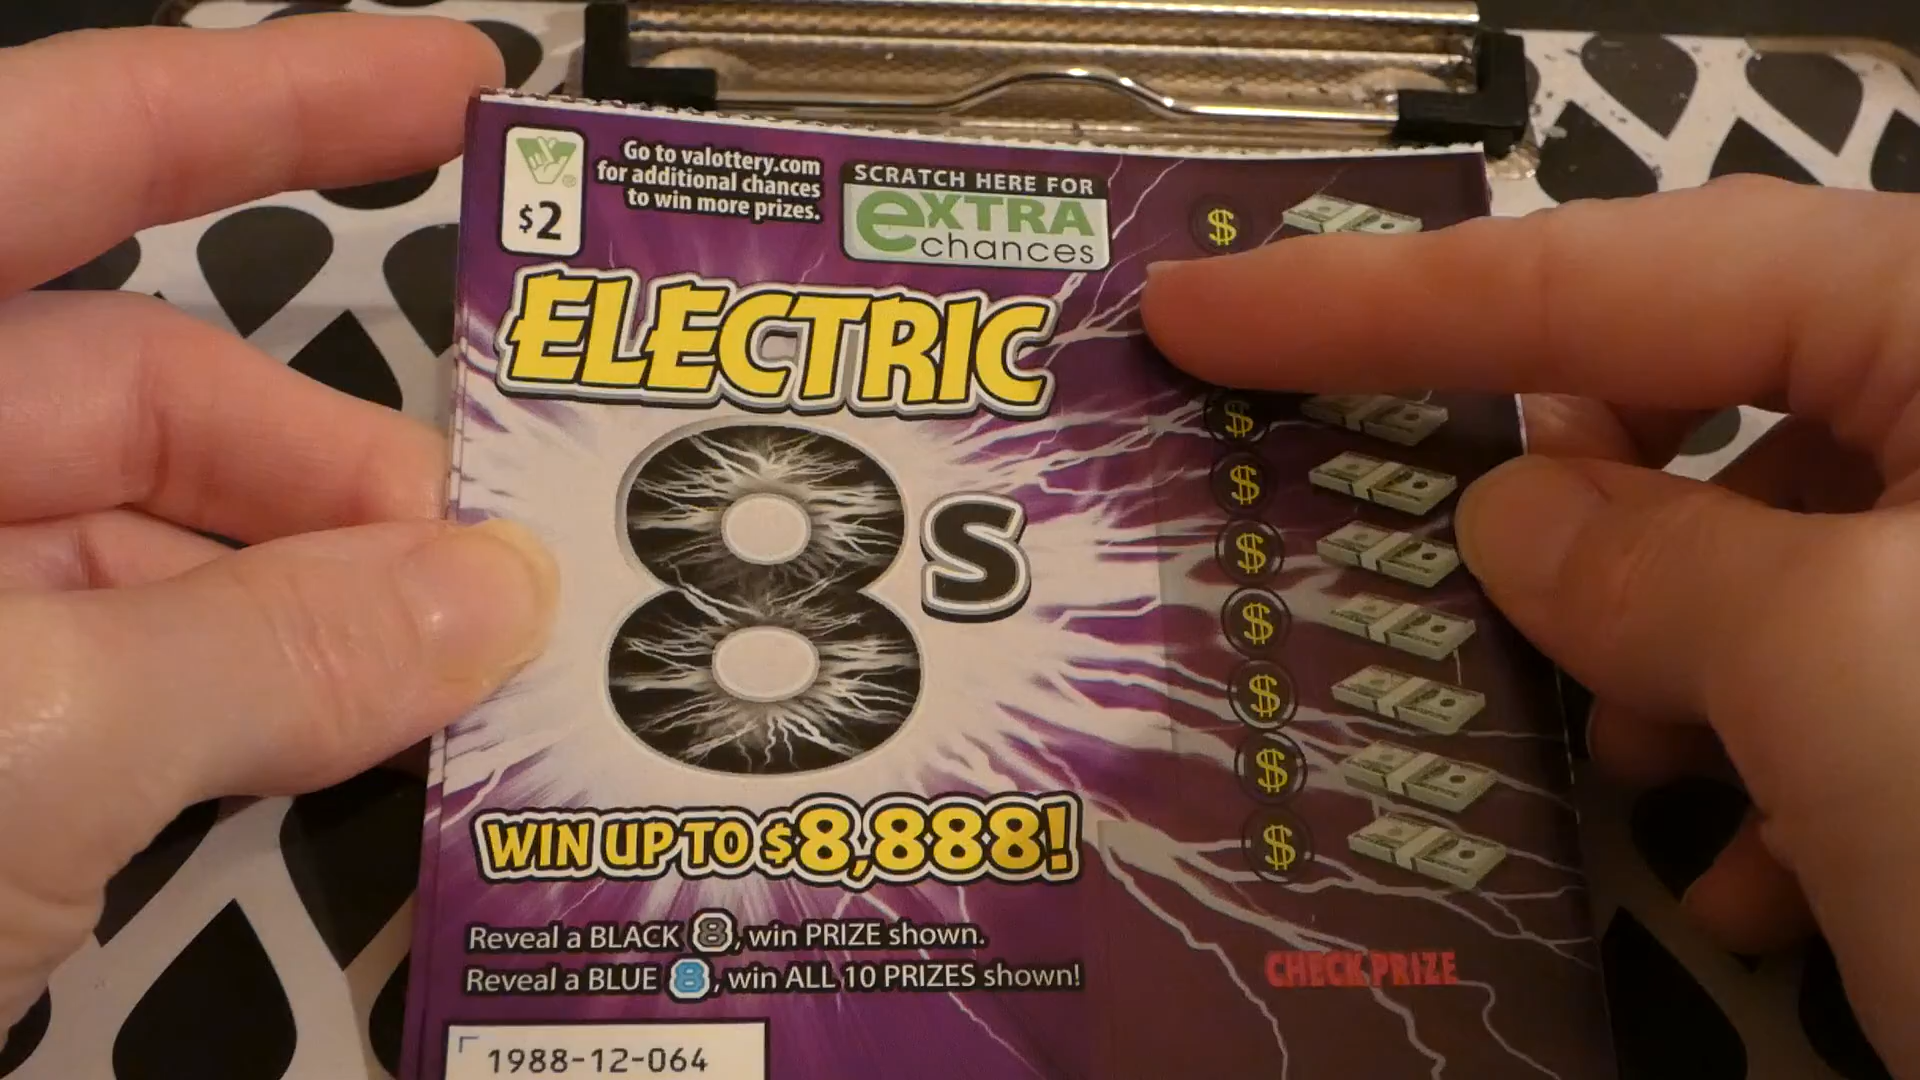 $2
Go to valottery.com
for additional chances
to win more prizes.
SCRATCH HERE FOR
eXTRA
chances
ELECTRIC
8s
WIN UP TO $8,888!
Reveal a BLACK 8, win PRIZE shown.
Reveal a BLUE 8, win ALL 10 PRIZES shown!
1988-12-064
$
$
$
$
$
$
$
$
CHECK PRIZE